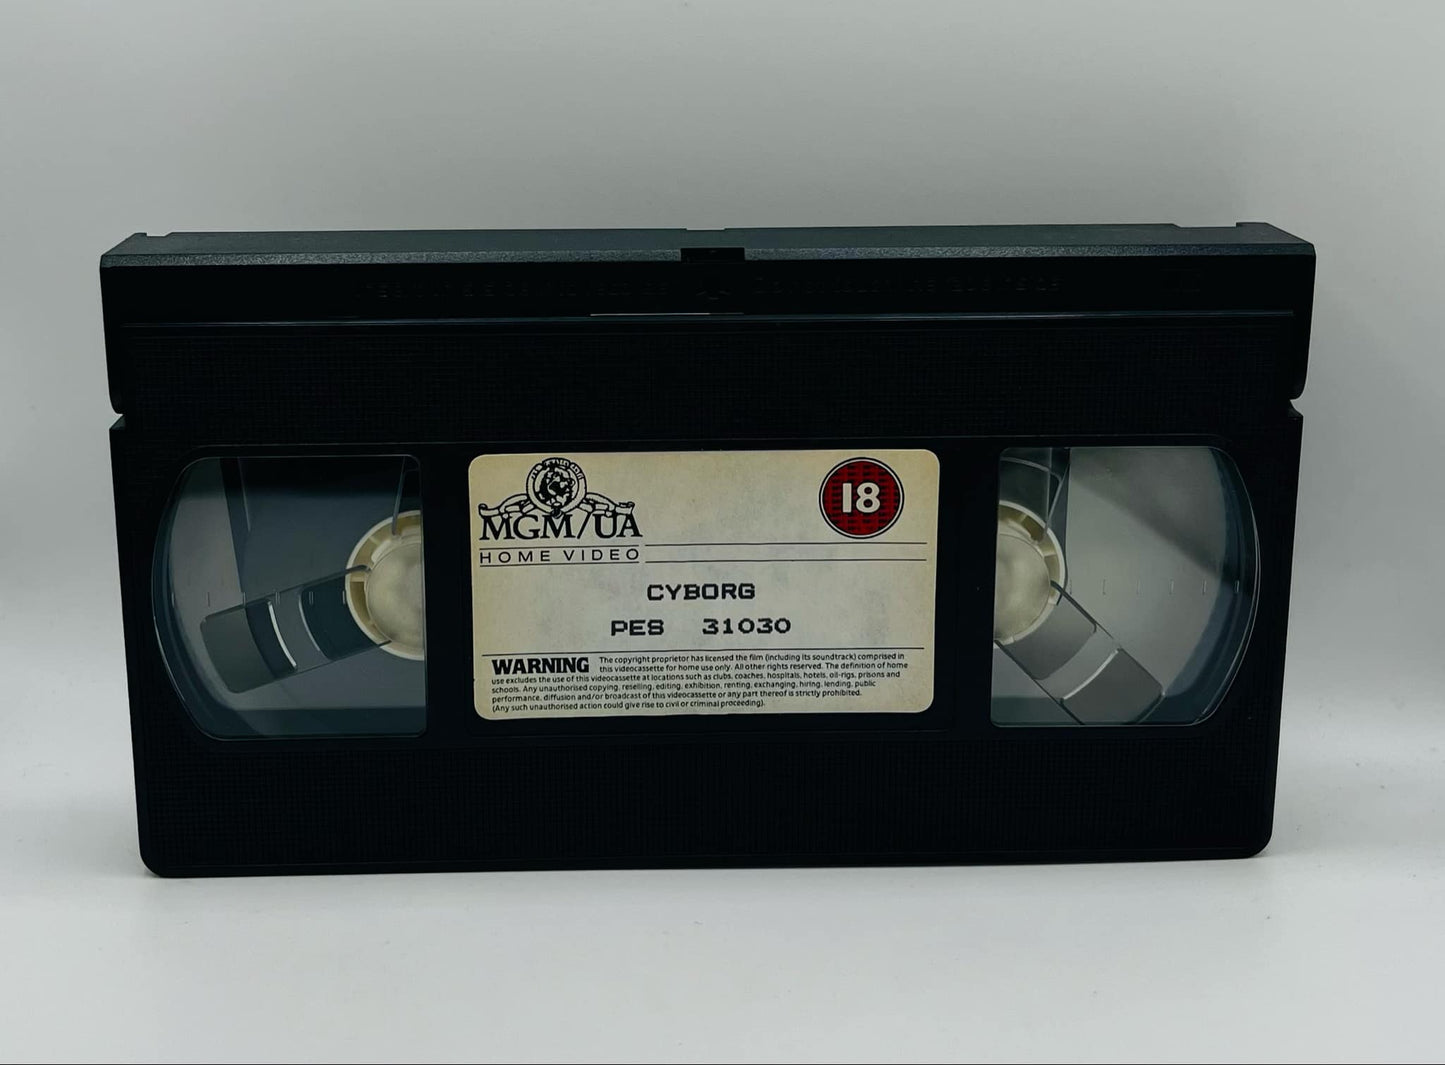 MGM/UA
HOME VIDEO
18
CYBORG
PES 31030
WARNING The copyright proprietor has licensed the film (including its soundtrack) comprised in
this videocassette for home use only. All other rights reserved. The definition of home
use excludes the use of this videocassette at locations such as clubs, coaches, hospitals, hotels, oil-rigs, prisons and
schools. Any unauthorised copying, reselling, editing, exhibition, renting, exchanging, hiring, lending, public
performance, diffusion and/or broadcast of this videocassette or any part thereof is strictly prohibited.
(Any such unauthorised action could give rise to civil or criminal proceeding).